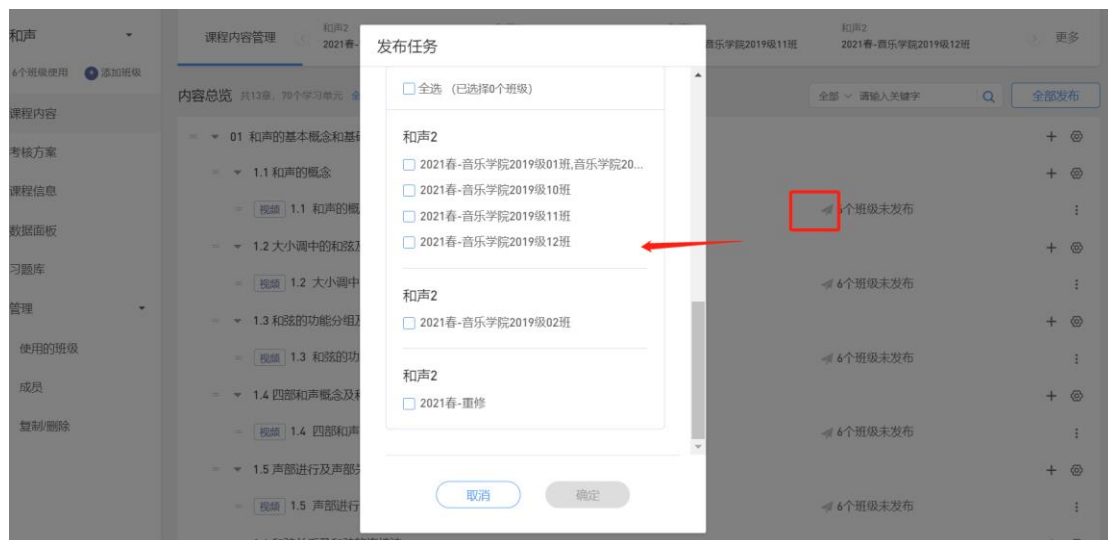 和声
6个班级使用 添加班级
课程内容
考核方案
课程信息
数据面板
习题库
管理
使用的班级
成员
复制/删除
课程内容管理
和声2
2021春-
和声2
音乐学院2019级11班
2021春-音乐学院2019级12班
更多
内容总览 共13章, 70个学习单元
全部 请输入关键字
全部发布
01 和声的基本概念和基
1.1 和声的概念
视频 1.1 和声的概
6个班级未发布
1.2 大小调中的和弦及
视频 1.2 大小调中
6个班级未发布
1.3 和弦的功能分组及
视频 1.3 和弦的功
6个班级未发布
1.4 四部和声概念及和
视频 1.4 四部和声
6个班级未发布
1.5 声部进行及声部关
视频 1.5 声部进行
6个班级未发布
发布任务
全选 (已选择0个班级)
和声2
2021春-音乐学院2019级01班,音乐学院20...
2021春-音乐学院2019级10班
2021春-音乐学院2019级11班
2021春-音乐学院2019级12班
和声2
2021春-音乐学院2019级02班
和声2
2021春-重修
取消 确定